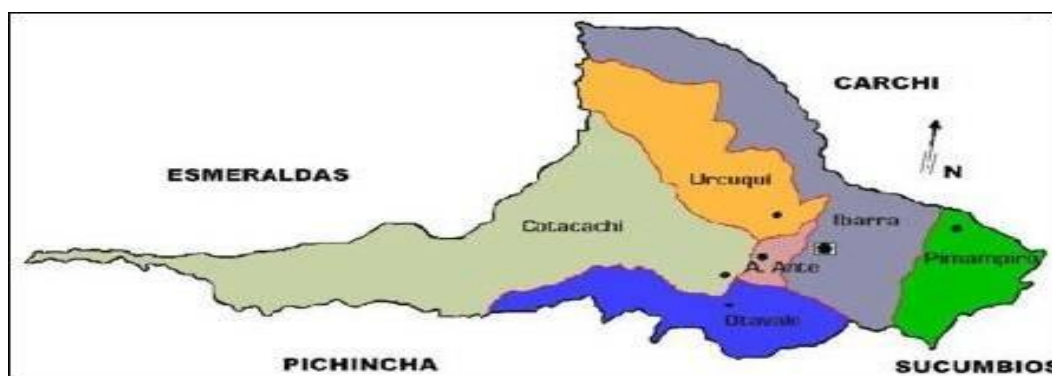 CARCHI
ESMERALDAS
N
Urcuqui
Ibarra
Cotacachi
Pimampiro
A. Ante
Otavalo
PICHINCHA
SUCUMBIOS